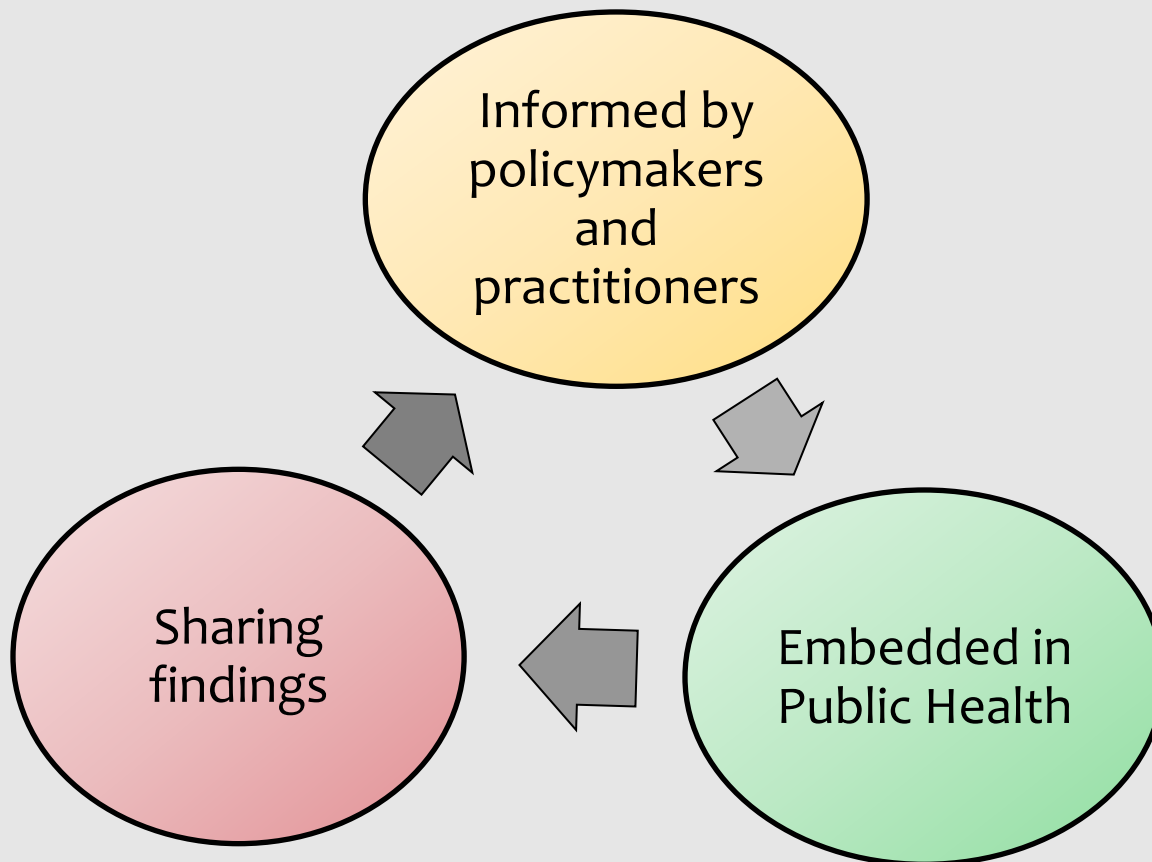 Informed by
policymakers
and
practitioners
Sharing
findings
Embedded in
Public Health